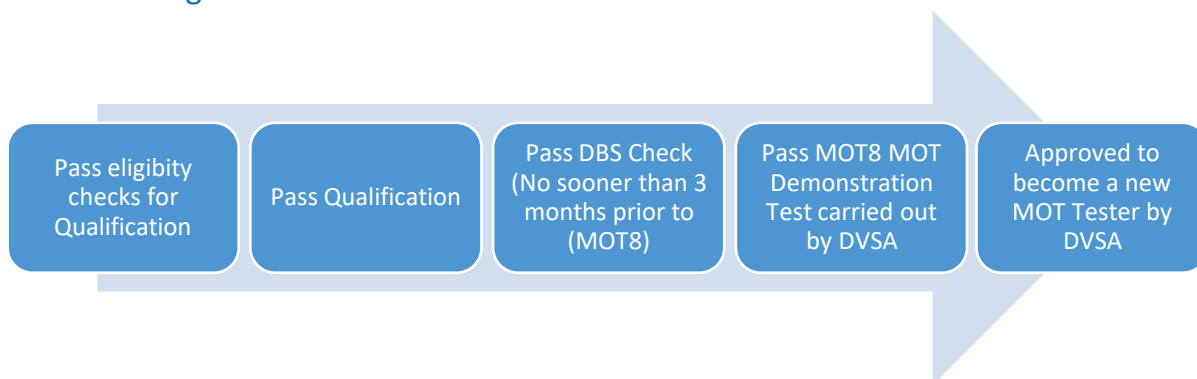 Pass eligibity
checks for
Qualification
Pass Qualification
Pass DBS Check
(No sooner than 3
months prior to
(MOT8)
Pass MOT8 MOT
Demonstration
Test carried out
by DVSA
Approved to
become a new
MOT Tester by
DVSA